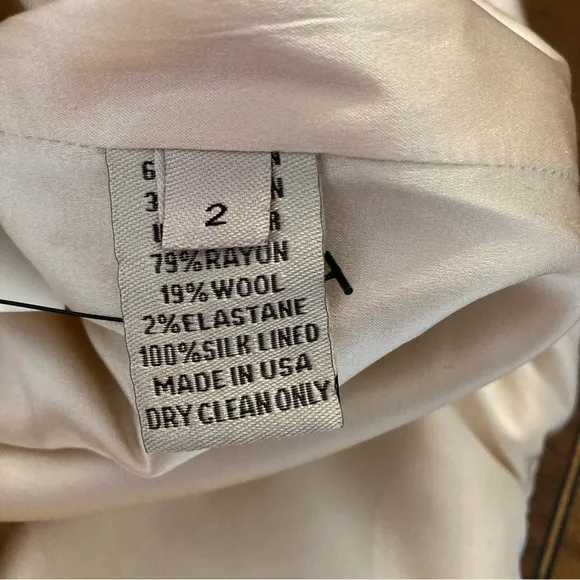 2
79%RAYON
19%WOOL
2%ELASTANE
100%SILK LINED
MADE IN USA
DRY CLEAN ONLY